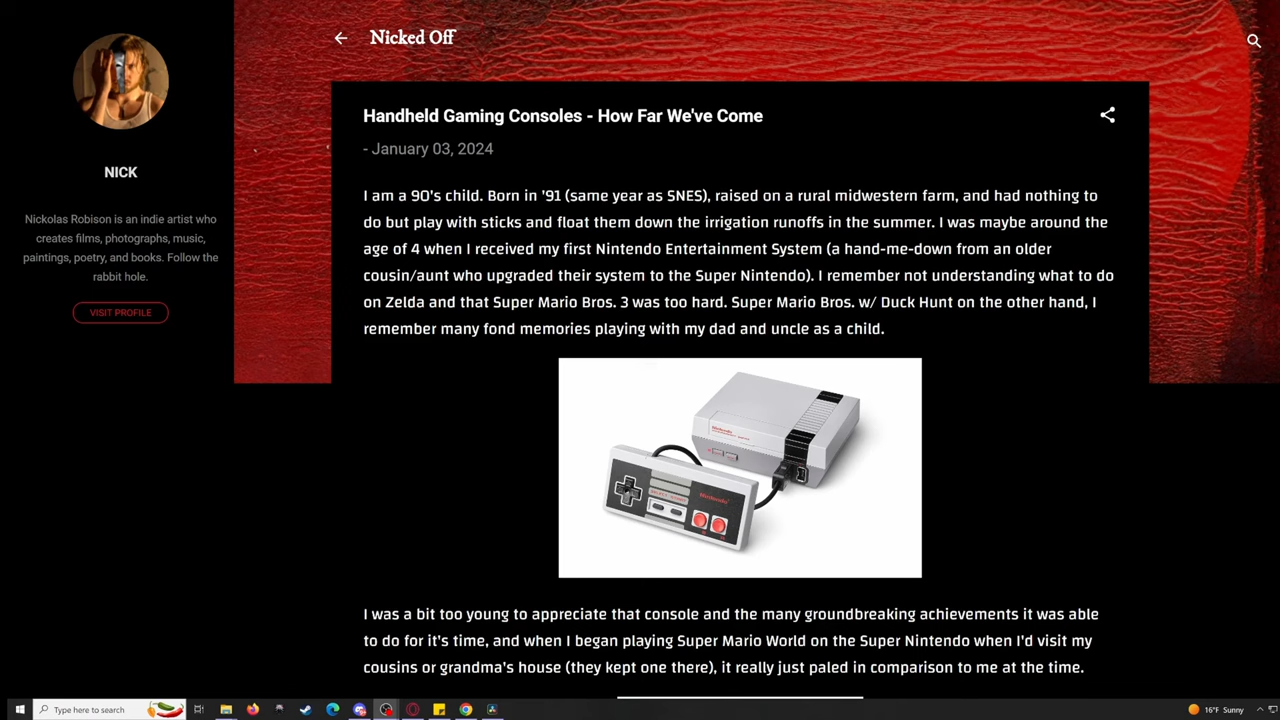 Nicked Off
NICK
Nickolas Robison is an indie artist who
creates films, photographs, music,
paintings, poetry, and books. Follow the
rabbit hole.
VISIT PROFILE
Handheld Gaming Consoles - How Far We've Come
- January 03, 2024
I am a 90's child. Born in '91 (same year as SNES), raised on a rural midwestern farm, and had nothing to
do but play with sticks and float them down the irrigation runoffs in the summer. I was maybe around the
age of 4 when I received my first Nintendo Entertainment System (a hand-me-down from an older
cousin/aunt who upgraded their system to the Super Nintendo). I remember not understanding what to do
on Zelda and that Super Mario Bros. 3 was too hard. Super Mario Bros. w/ Duck Hunt on the other hand, I
remember many fond memories playing with my dad and uncle as a child.
Nintendo
SELECT START
Nintendo
I was a bit too young to appreciate that console and the many groundbreaking achievements it was able
to do for it's time, and when I began playing Super Mario World on the Super Nintendo when I'd visit my
cousins or grandma's house (they kept one there), it really just paled in comparison to me at the time.
Type here to search
16°F Sunny